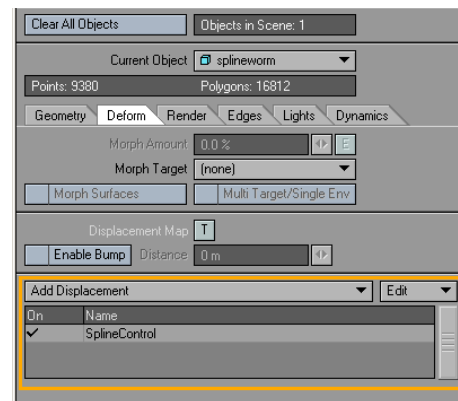 Clear All Objects Objects in Scene: 1
Current Object splineworm
Points: 9380 Polygons: 16812
Geometry Deform Render Edges Lights Dynamics
Morph Amount 0.0 % E
Morph Target (none)
Morph Surfaces Multi Target/Single Env
Displacement Map T
Enable Bump Distance 0 m
Add Displacement Edit
On Name
SplineControl